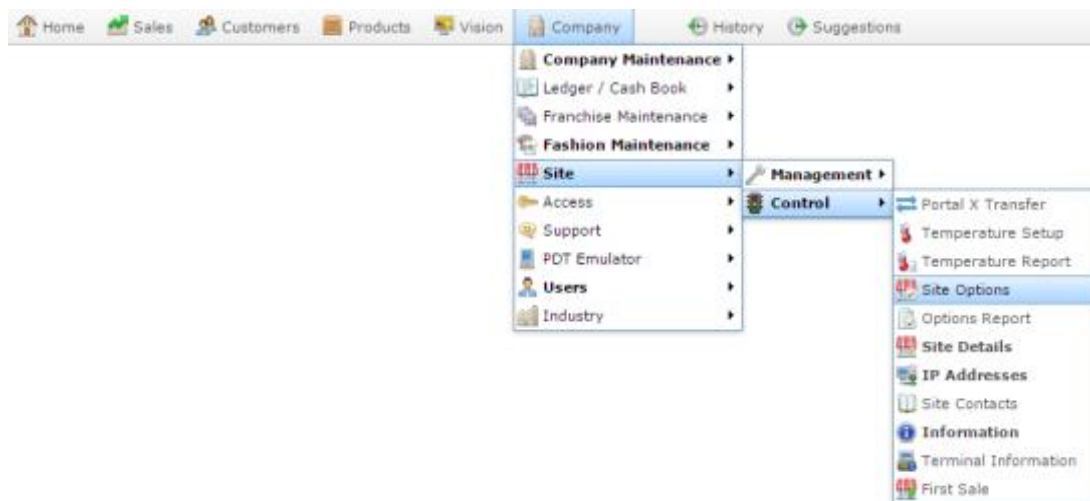 Home Sales Customers Products Vision Company History Suggestions
Company Maintenance
Ledger / Cash Book
Franchise Maintenance
Fashion Maintenance
Site
Access
Support
PDT Emulator
Users
Industry
Management
Control
Portal X Transfer
Temperature Setup
Temperature Report
Site Options
Options Report
Site Details
IP Addresses
Site Contacts
Information
Terminal Information
First Sale